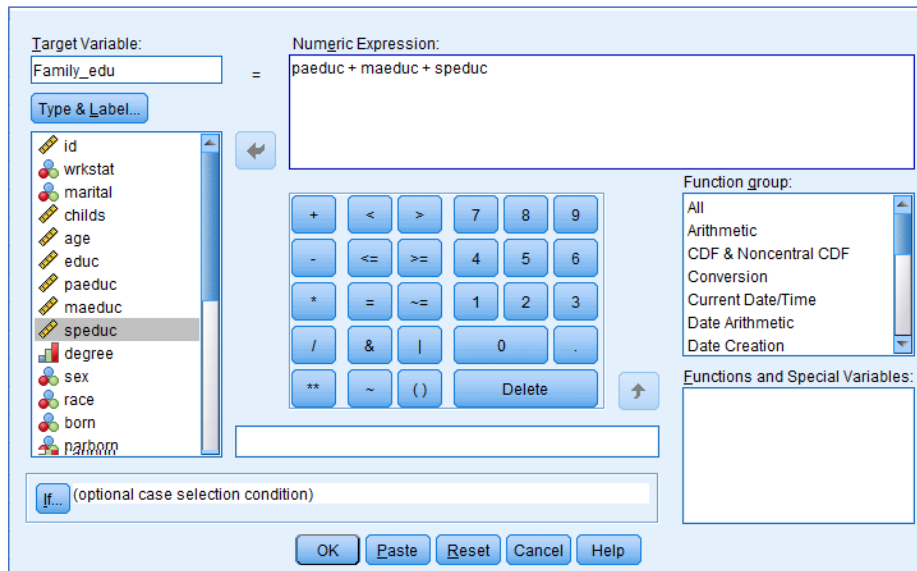 Target Variable:
Family_edu
=
Numeric Expression:
paeduc + maeduc + speduc
Type & Label...
id
wrkstat
marital
childs
age
educ
paeduc
maeduc
speduc
degree
sex
race
born
parborn
+ < > 7 8 9
- <= >= 4 5 6
* = ~= 1 2 3
/ & | 0 .
** ~ ( ) Delete
Function group:
All
Arithmetic
CDF & Noncentral CDF
Conversion
Current Date/Time
Date Arithmetic
Date Creation
Functions and Special Variables:
If...
(optional case selection condition)
OK Paste Reset Cancel Help